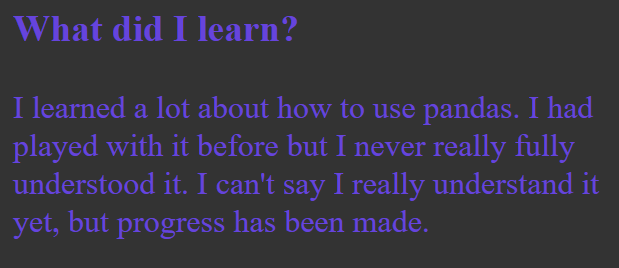 What did I learn?
I learned a lot about how to use pandas. I had
played with it before but I never really fully
understood it. I can't say I really understand it
yet, but progress has been made.